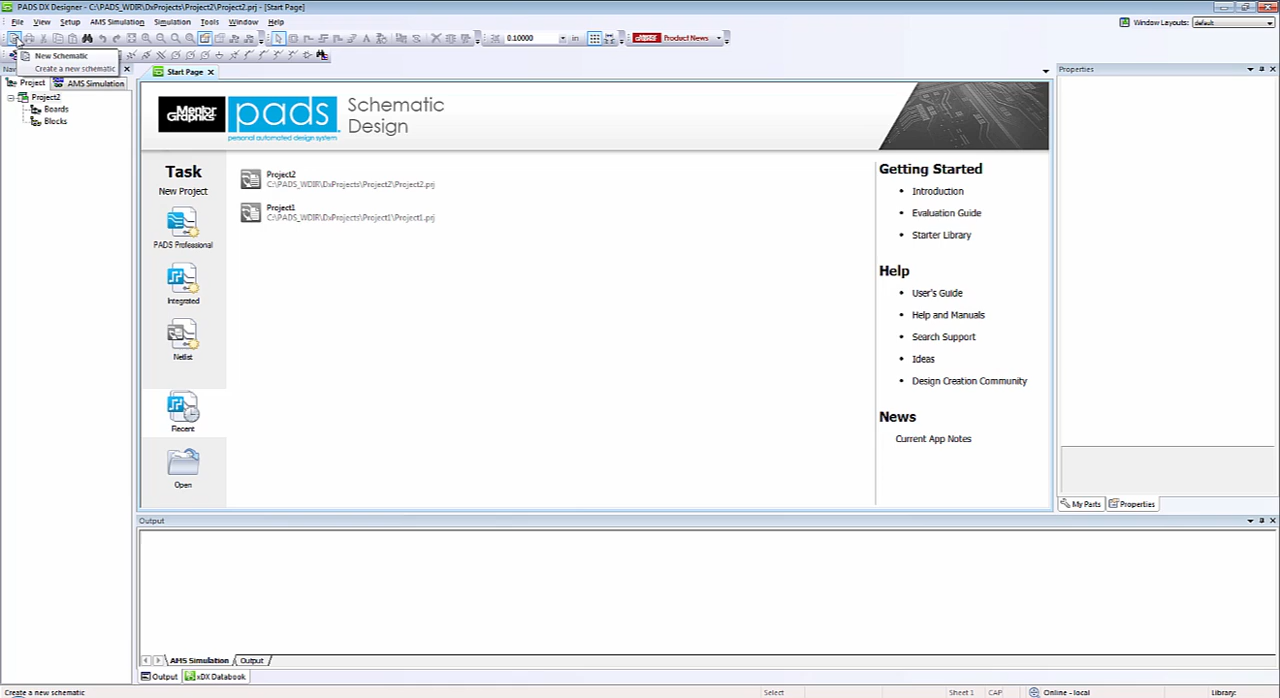 PADS DX Designer - C:\PADS_WDIR\DxProjects\Project2\Project2.prj - [Start Page]
File View Setup AMS Simulation Simulation Tools Window Help
Window Layouts: default
0.10000 in
Mentor Graphics Product News
New Schematic
Create a new schematic
Project AMS Simulation
Start Page
Properties
Project2
Boards
Blocks
Mentor Graphics
pads
personal automated design system
Schematic
Design
Task
New Project
PADS Professional
Integrated
Netlist
Recent
Open
Project2
C:\PADS_WDIR\DxProjects\Project2\Project2.prj
Project1
C:\PADS_WDIR\DxProjects\Project1\Project1.prj
Getting Started
• Introduction
• Evaluation Guide
• Starter Library
Help
• User's Guide
• Help and Manuals
• Search Support
• Ideas
• Design Creation Community
News
Current App Notes
My Parts Properties
Output
AMS Simulation Output
Output xDX Databook
Create a new schematic
Select
Sheet 1
CAP
Online - local
Library: